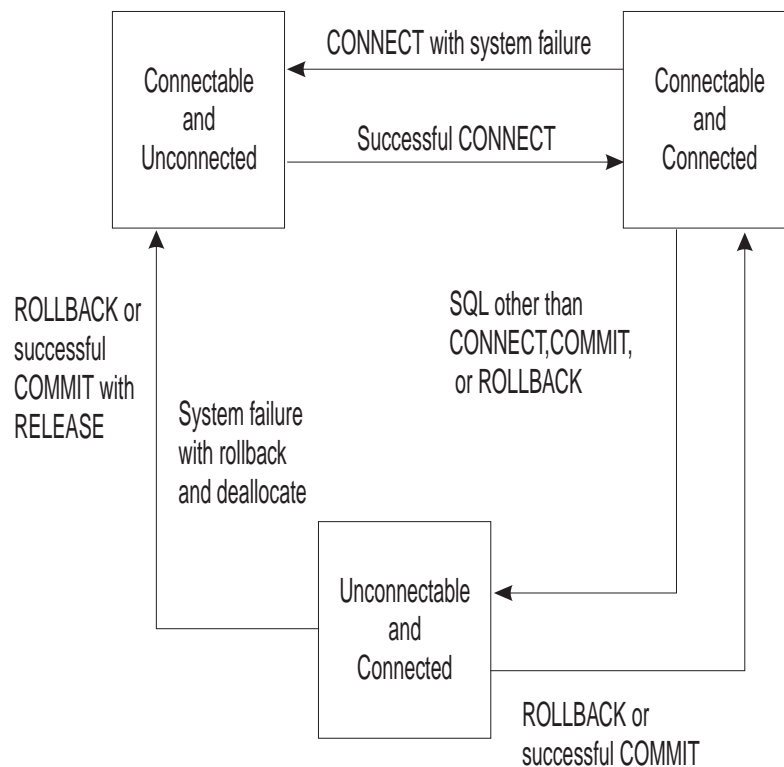 CONNECT with system failure
Connectable
and
Unconnected
Successful CONNECT
Connectable
and
Connected
ROLLBACK or
successful
COMMIT with
RELEASE
System failure
with rollback
and deallocate
SQL other than
CONNECT,COMMIT,
or ROLLBACK
Unconnectable
and
Connected
ROLLBACK or
successful COMMIT